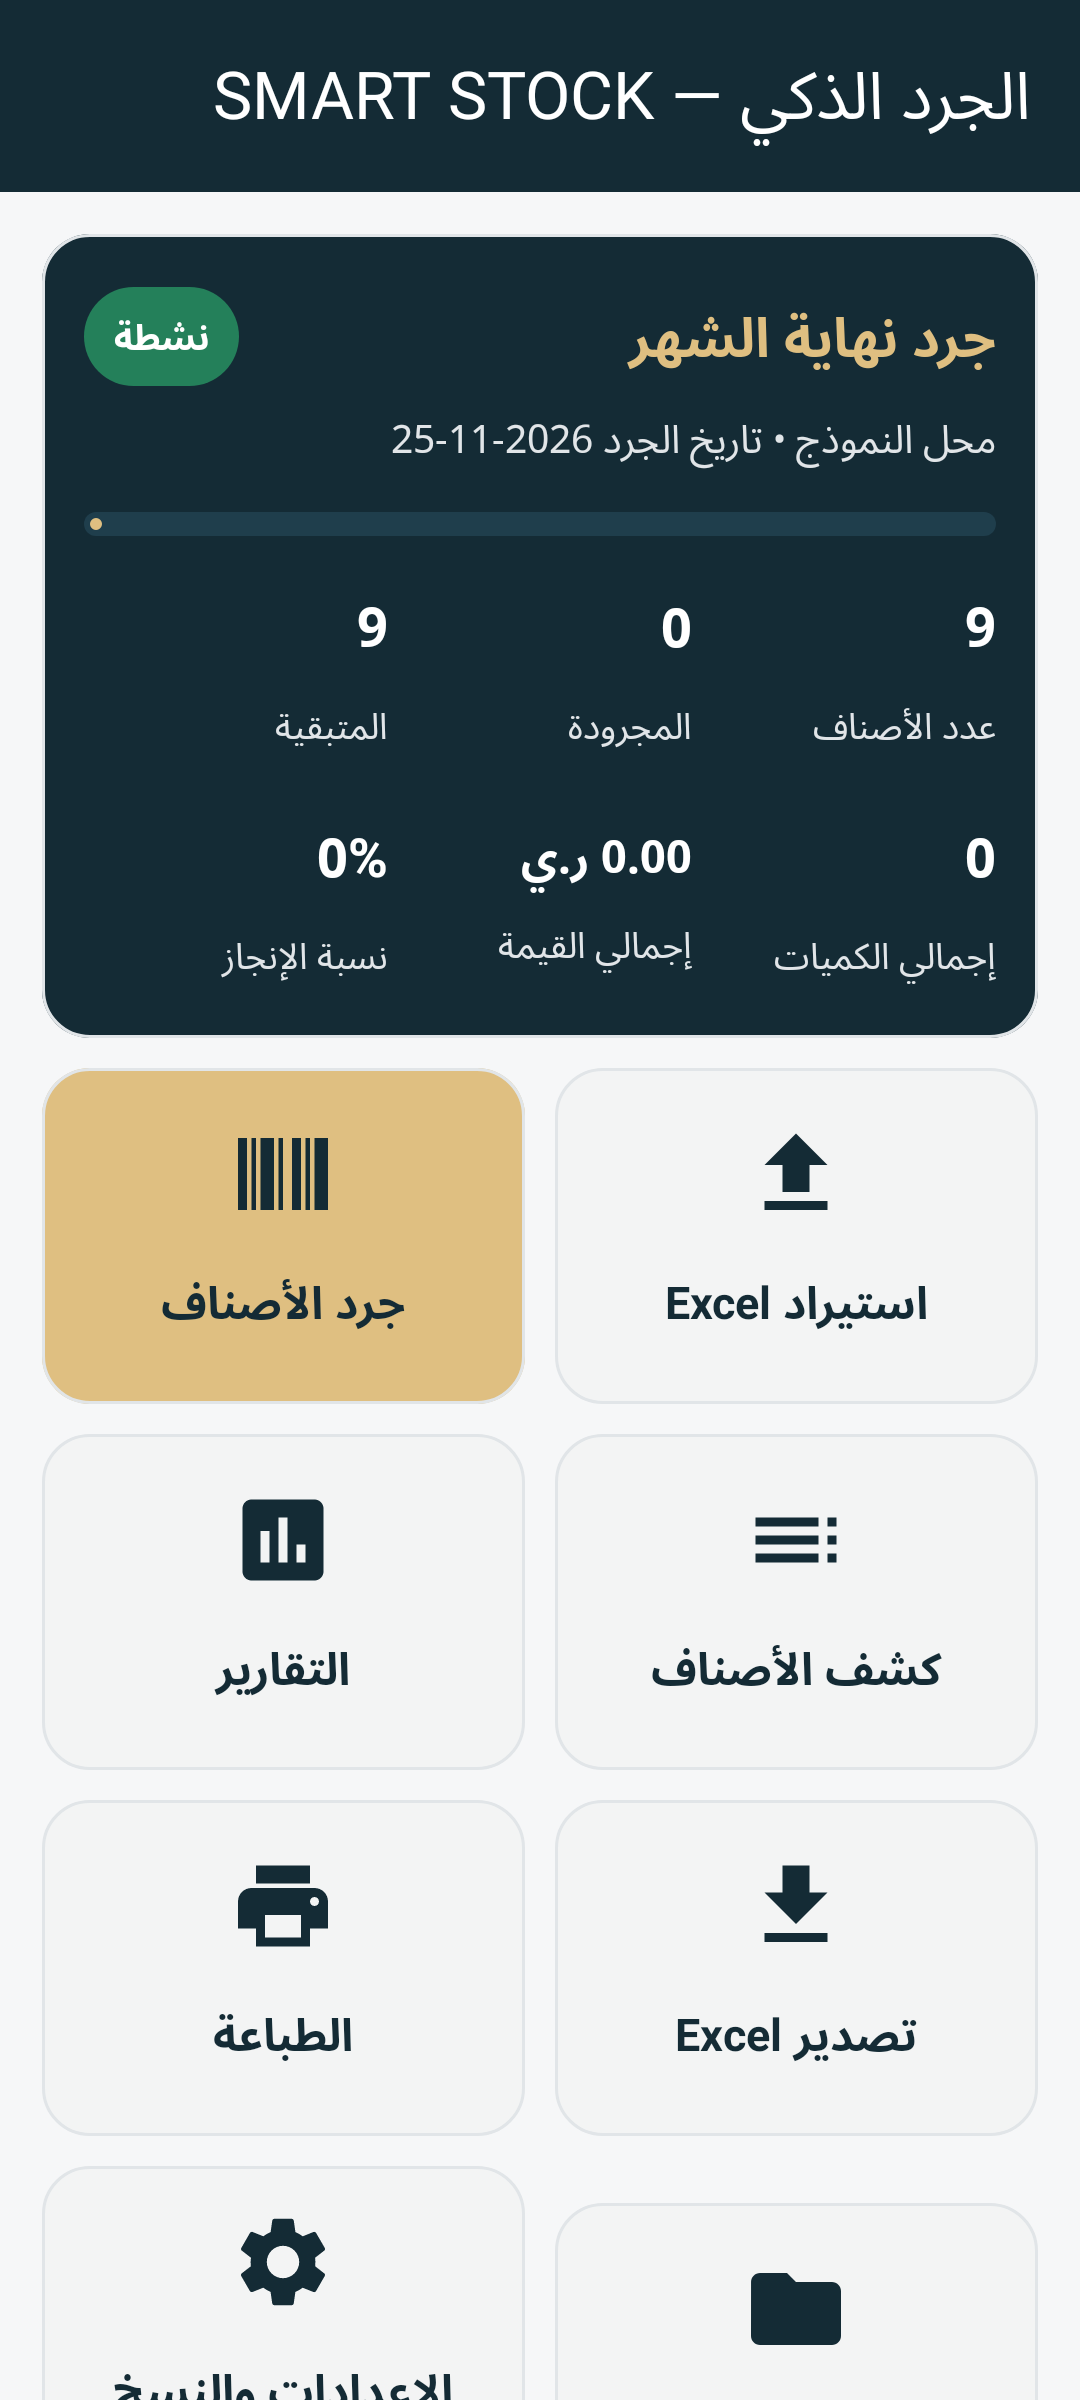 الجرد الذكي — SMART STOCK
جرد نهاية الشهر
نشطة
محل النموذج • تاريخ الجرد 2026-11-25
9
0
9
عدد الأصناف
المجرودة
المتبقية
0
0.00 ر.ي
0%
إجمالي الكميات
إجمالي القيمة
نسبة الإنجاز
استيراد Excel
جرد الأصناف
كشف الأصناف
التقارير
تصدير Excel
الطباعة
الإعدادات والنسخ